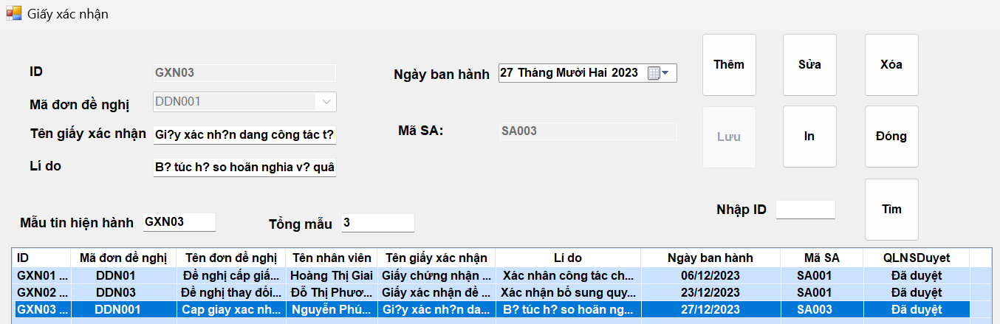 Giấy xác nhận
ID GXN03 Ngày ban hành 27 Tháng Mười Hai 2023 Thêm Sửa Xóa
Mã đơn đề nghị DDN001
Tên giấy xác nhận Gi?y xác nh?n dang công tác t? Mã SA: SA003 Lưu In Đóng
Lí do B? túc h? so hoãn nghia v? quâ
Nhập ID Tìm
Mẫu tin hiện hành GXN03 Tổng mẫu 3
ID Mã đơn đề nghị Tên đơn đề nghị Tên nhân viên Tên giấy xác nhận Lí do Ngày ban hành Mã SA QLNSDuyet
GXN01 ... DDN01 Đề nghị cấp giấ... Hoàng Thị Giai Giấy chứng nhận ... Xác nhân công tác ch... 06/12/2023 SA001 Đã duyệt
GXN02 ... DDN03 Đề nghị thay đổi... Đỗ Thị Phươ... Giấy xác nhận đề ... Xác nhận bổ sung quy... 23/12/2023 SA001 Đã duyệt
GXN03 ... DDN001 Cap giay xac nh... Nguyễn Phú... Gi?y xác nh?n da... B? túc h? so hoãn ng... 27/12/2023 SA003 Đã duyệt